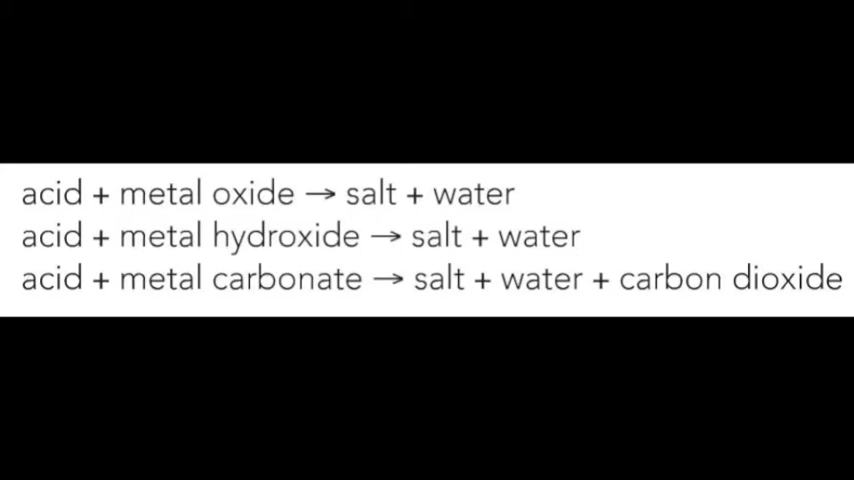 acid + metal oxide → salt + water
acid + metal hydroxide → salt + water
acid + metal carbonate → salt + water + carbon dioxide